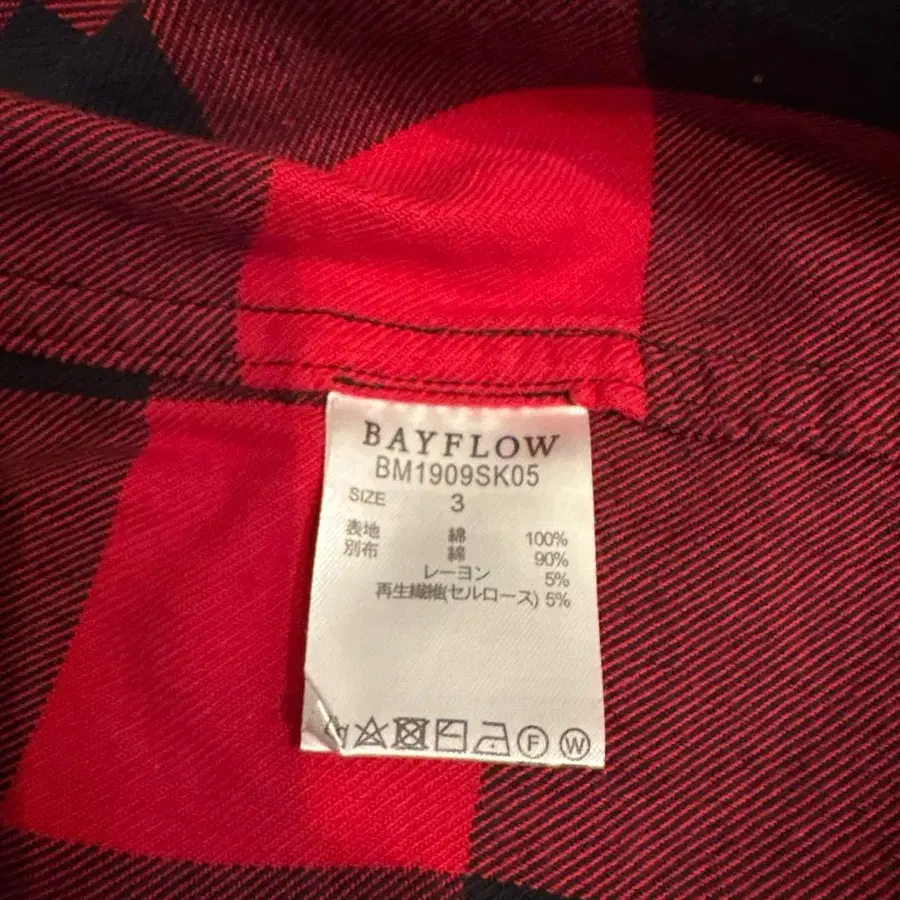 BAYFLOW
BM1909SK05
SIZE 3
表地 綿 100%
別布 綿 90%
レーヨン 5%
再生繊維(セルロース) 5%
F W